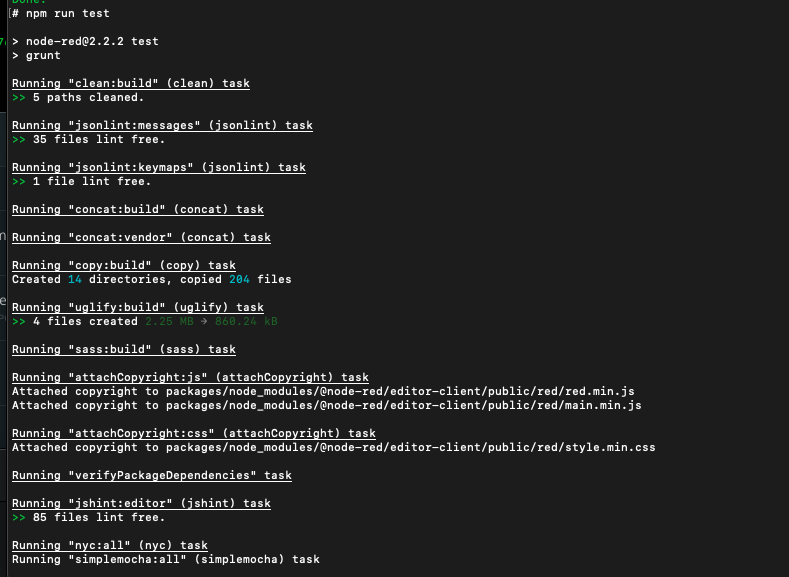 Done.
[# npm run test
> node-red@2.2.2 test
> grunt
Running "clean:build" (clean) task
>> 5 paths cleaned.
Running "jsonlint:messages" (jsonlint) task
>> 35 files lint free.
Running "jsonlint:keymaps" (jsonlint) task
>> 1 file lint free.
Running "concat:build" (concat) task
Running "concat:vendor" (concat) task
Running "copy:build" (copy) task
Created 14 directories, copied 204 files
Running "uglify:build" (uglify) task
>> 4 files created 2.25 MB → 860.24 kB
Running "sass:build" (sass) task
Running "attachCopyright:js" (attachCopyright) task
Attached copyright to packages/node_modules/@node-red/editor-client/public/red/red.min.js
Attached copyright to packages/node_modules/@node-red/editor-client/public/red/main.min.js
Running "attachCopyright:css" (attachCopyright) task
Attached copyright to packages/node_modules/@node-red/editor-client/public/red/style.min.css
Running "verifyPackageDependencies" task
Running "jshint:editor" (jshint) task
>> 85 files lint free.
Running "nyc:all" (nyc) task
Running "simplemocha:all" (simplemocha) task